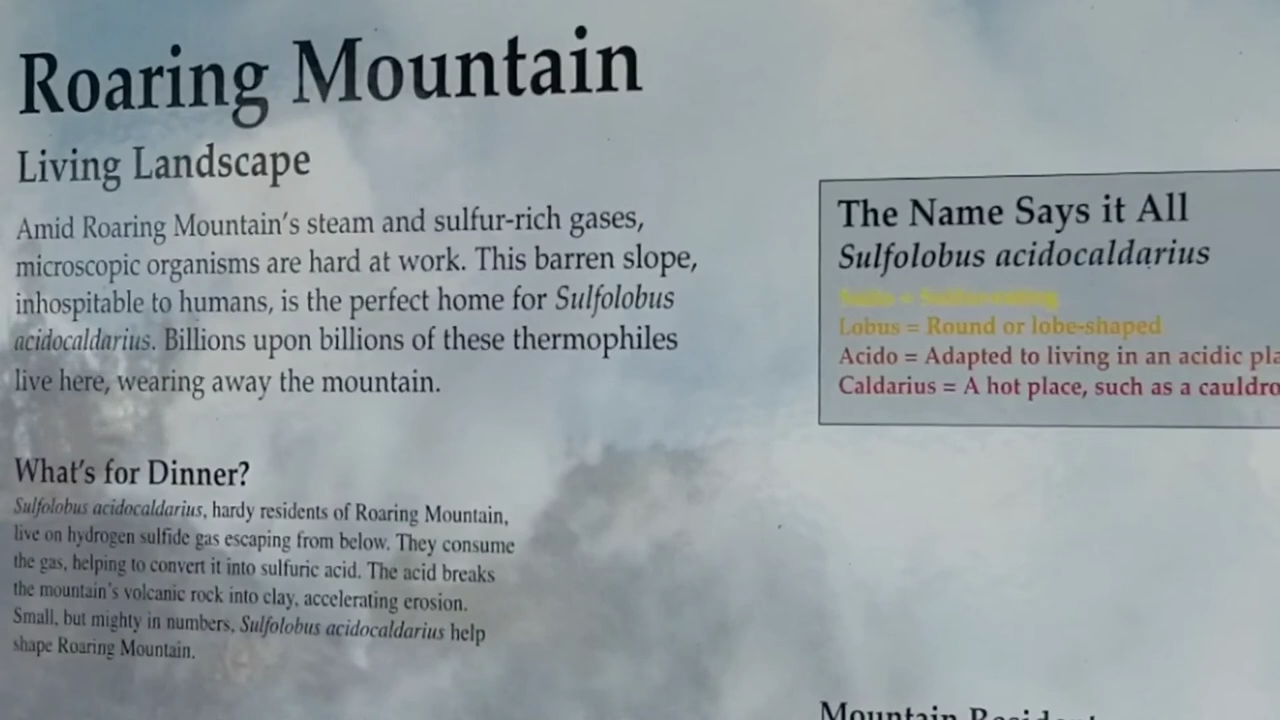 Roaring Mountain
Living Landscape
Amid Roaring Mountain's steam and sulfur-rich gases,
microscopic organisms are hard at work. This barren slope,
inhospitable to humans, is the perfect home for Sulfolobus
acidocaldarius. Billions upon billions of these thermophiles
live here, wearing away the mountain.
What's for Dinner?
Sulfolobus acidocaldarius, hardy residents of Roaring Mountain,
live on hydrogen sulfide gas escaping from below. They consume
the gas, helping to convert it into sulfuric acid. The acid breaks
the mountain's volcanic rock into clay, accelerating erosion.
Small, but mighty in numbers, Sulfolobus acidocaldarius help
shape Roaring Mountain.
The Name Says it All
Sulfolobus acidocaldarius
Lobus = Round or lobe-shaped
Acido = Adapted to living in an acidic pla
Caldarius = A hot place, such as a cauldro
Mountain